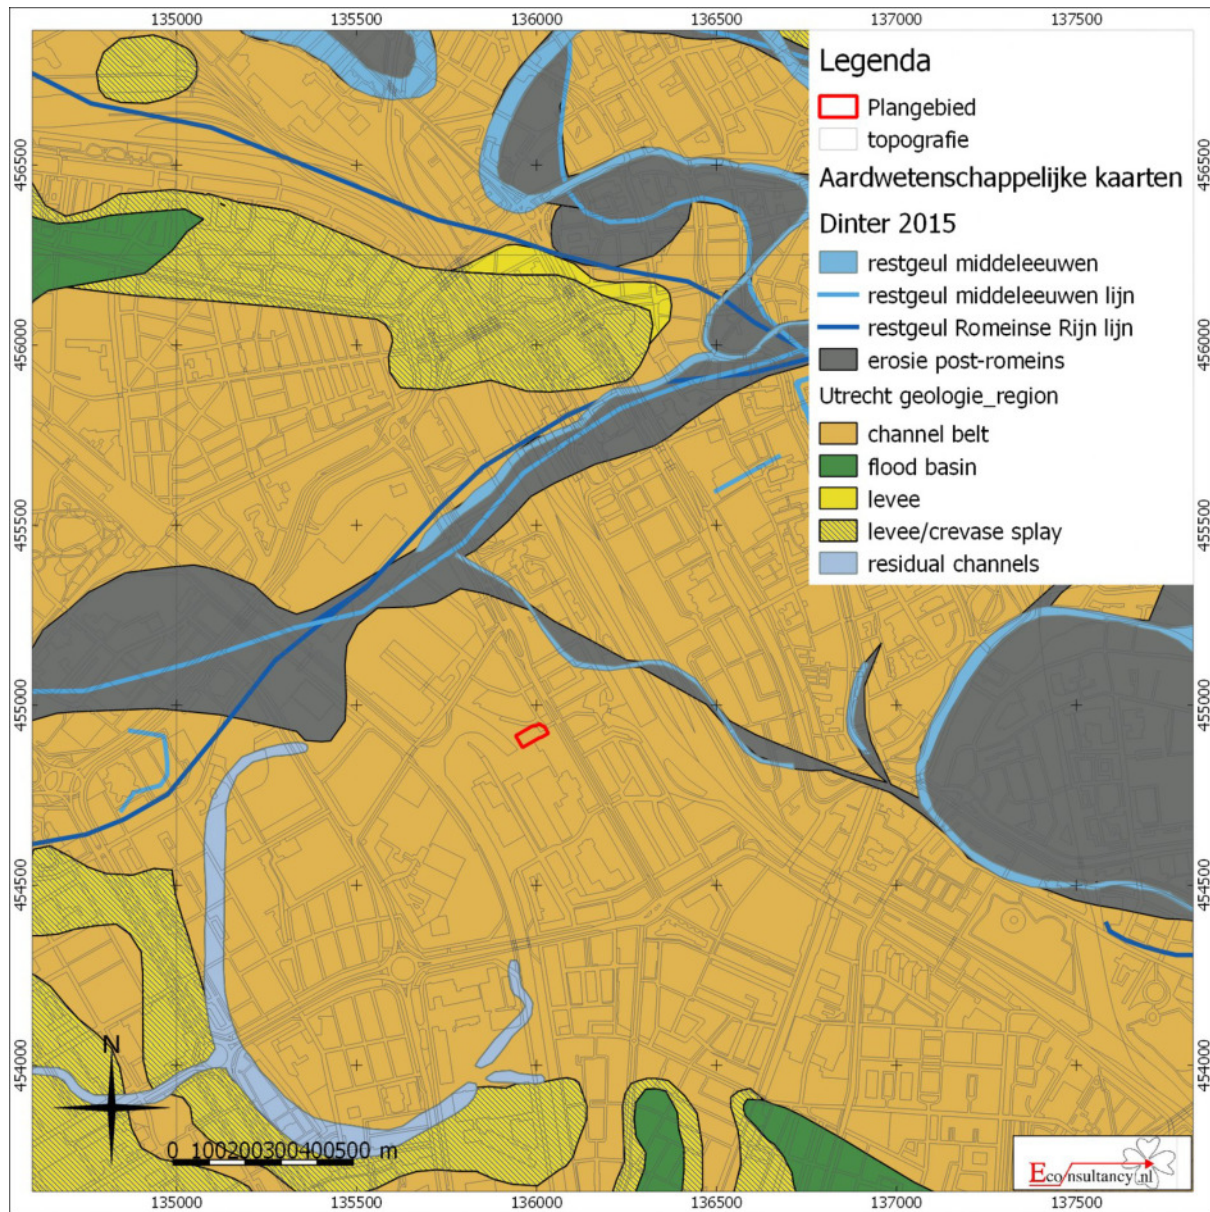 135000 135500 136000 136500 137000 137500
Legenda
Plangebied
topografie
Aardwetenschappelijke kaarten
Dinter 2015
restgeul middeleeuwen
restgeul middeleeuwen lijn
restgeul Romeinse Rijn lijn
erosie post-romeins
Utrecht geologie_region
channel belt
flood basin
levee
levee/crevase splay
residual channels
456500
456000
455500
455000
454500
454000
456500
456000
455500
455000
454500
454000
N
0 100200300400500 m
Econsultancy.nl
135000 135500 136000 136500 137000 137500